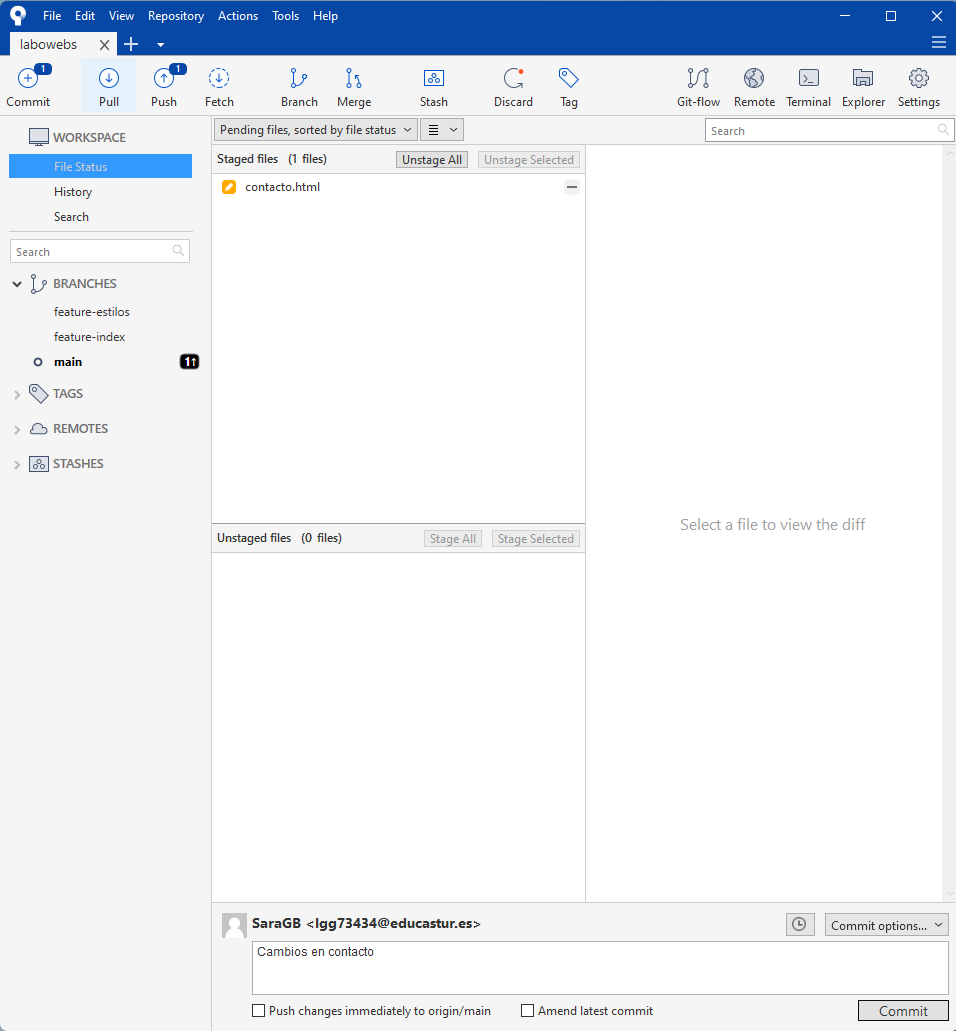 File Edit View Repository Actions Tools Help
labowebs
1 1
Commit Pull Push Fetch Branch Merge Stash Discard Tag Git-flow Remote Terminal Explorer Settings
WORKSPACE
File Status
History
Search
Search
BRANCHES
feature-estilos
feature-index
main 1↑
TAGS
REMOTES
STASHES
Pending files, sorted by file status
Search
Staged files (1 files) Unstage All Unstage Selected
contacto.html
Unstaged files (0 files) Stage All Stage Selected
Select a file to view the diff
SaraGB <lgg73434@educastur.es> Commit options...
Cambios en contacto
Push changes immediately to origin/main Amend latest commit Commit